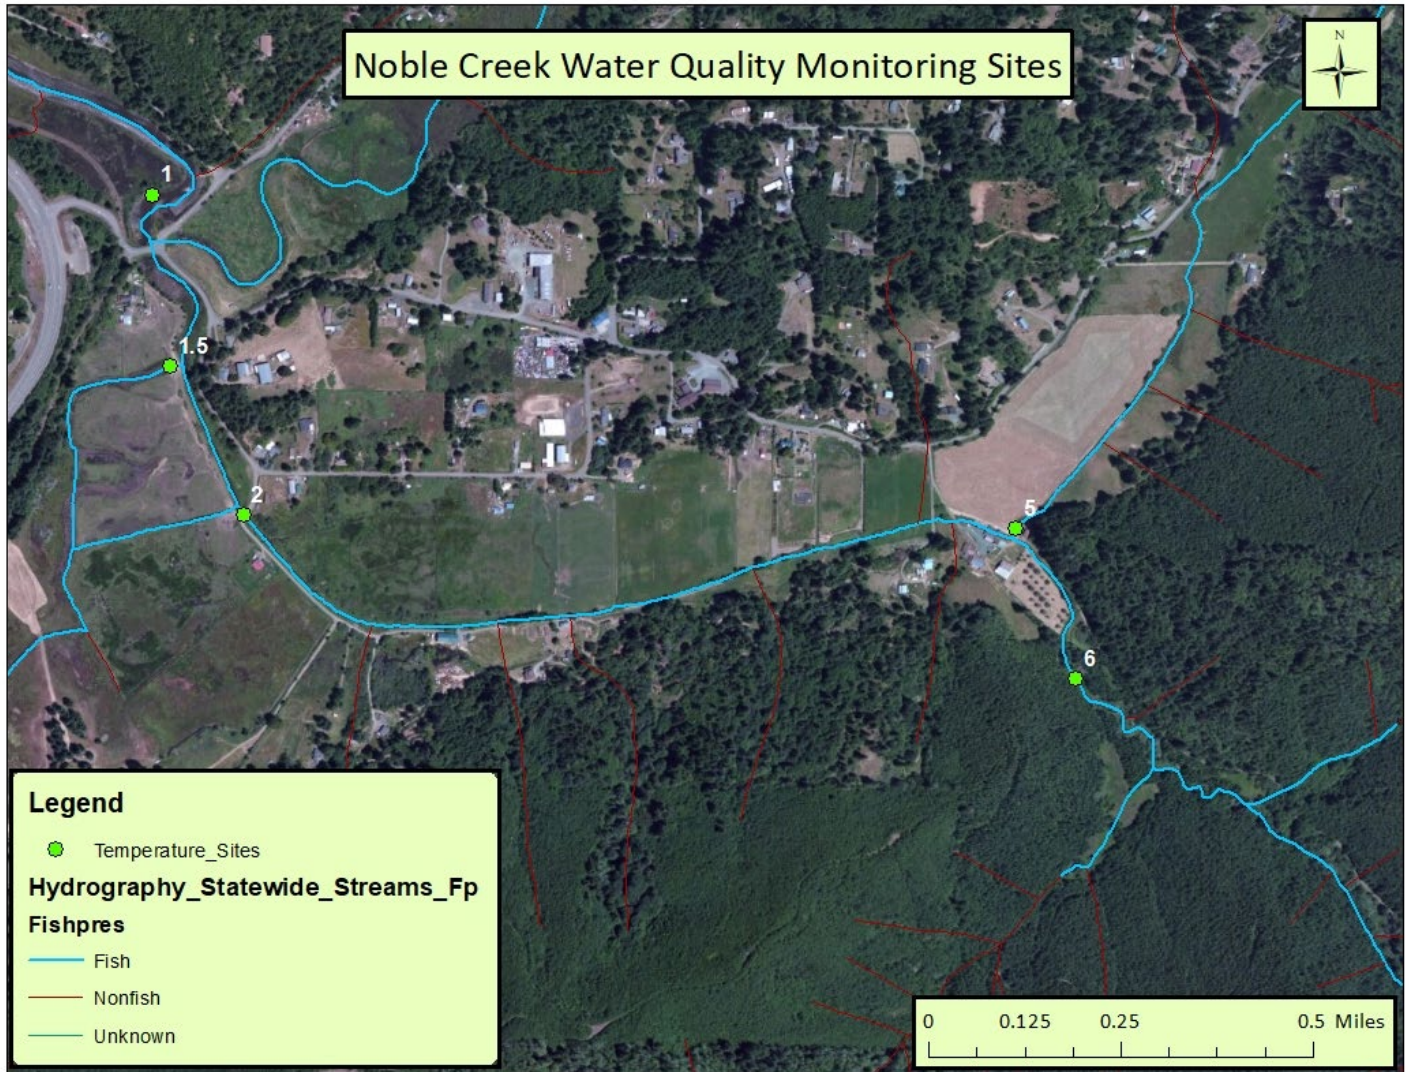 Noble Creek Water Quality Monitoring Sites
N
1
1.5
2
5
6
Legend
Temperature_Sites
Hydrography_Statewide_Streams_Fp
Fishpres
Fish
Nonfish
Unknown
0 0.125 0.25 0.5 Miles